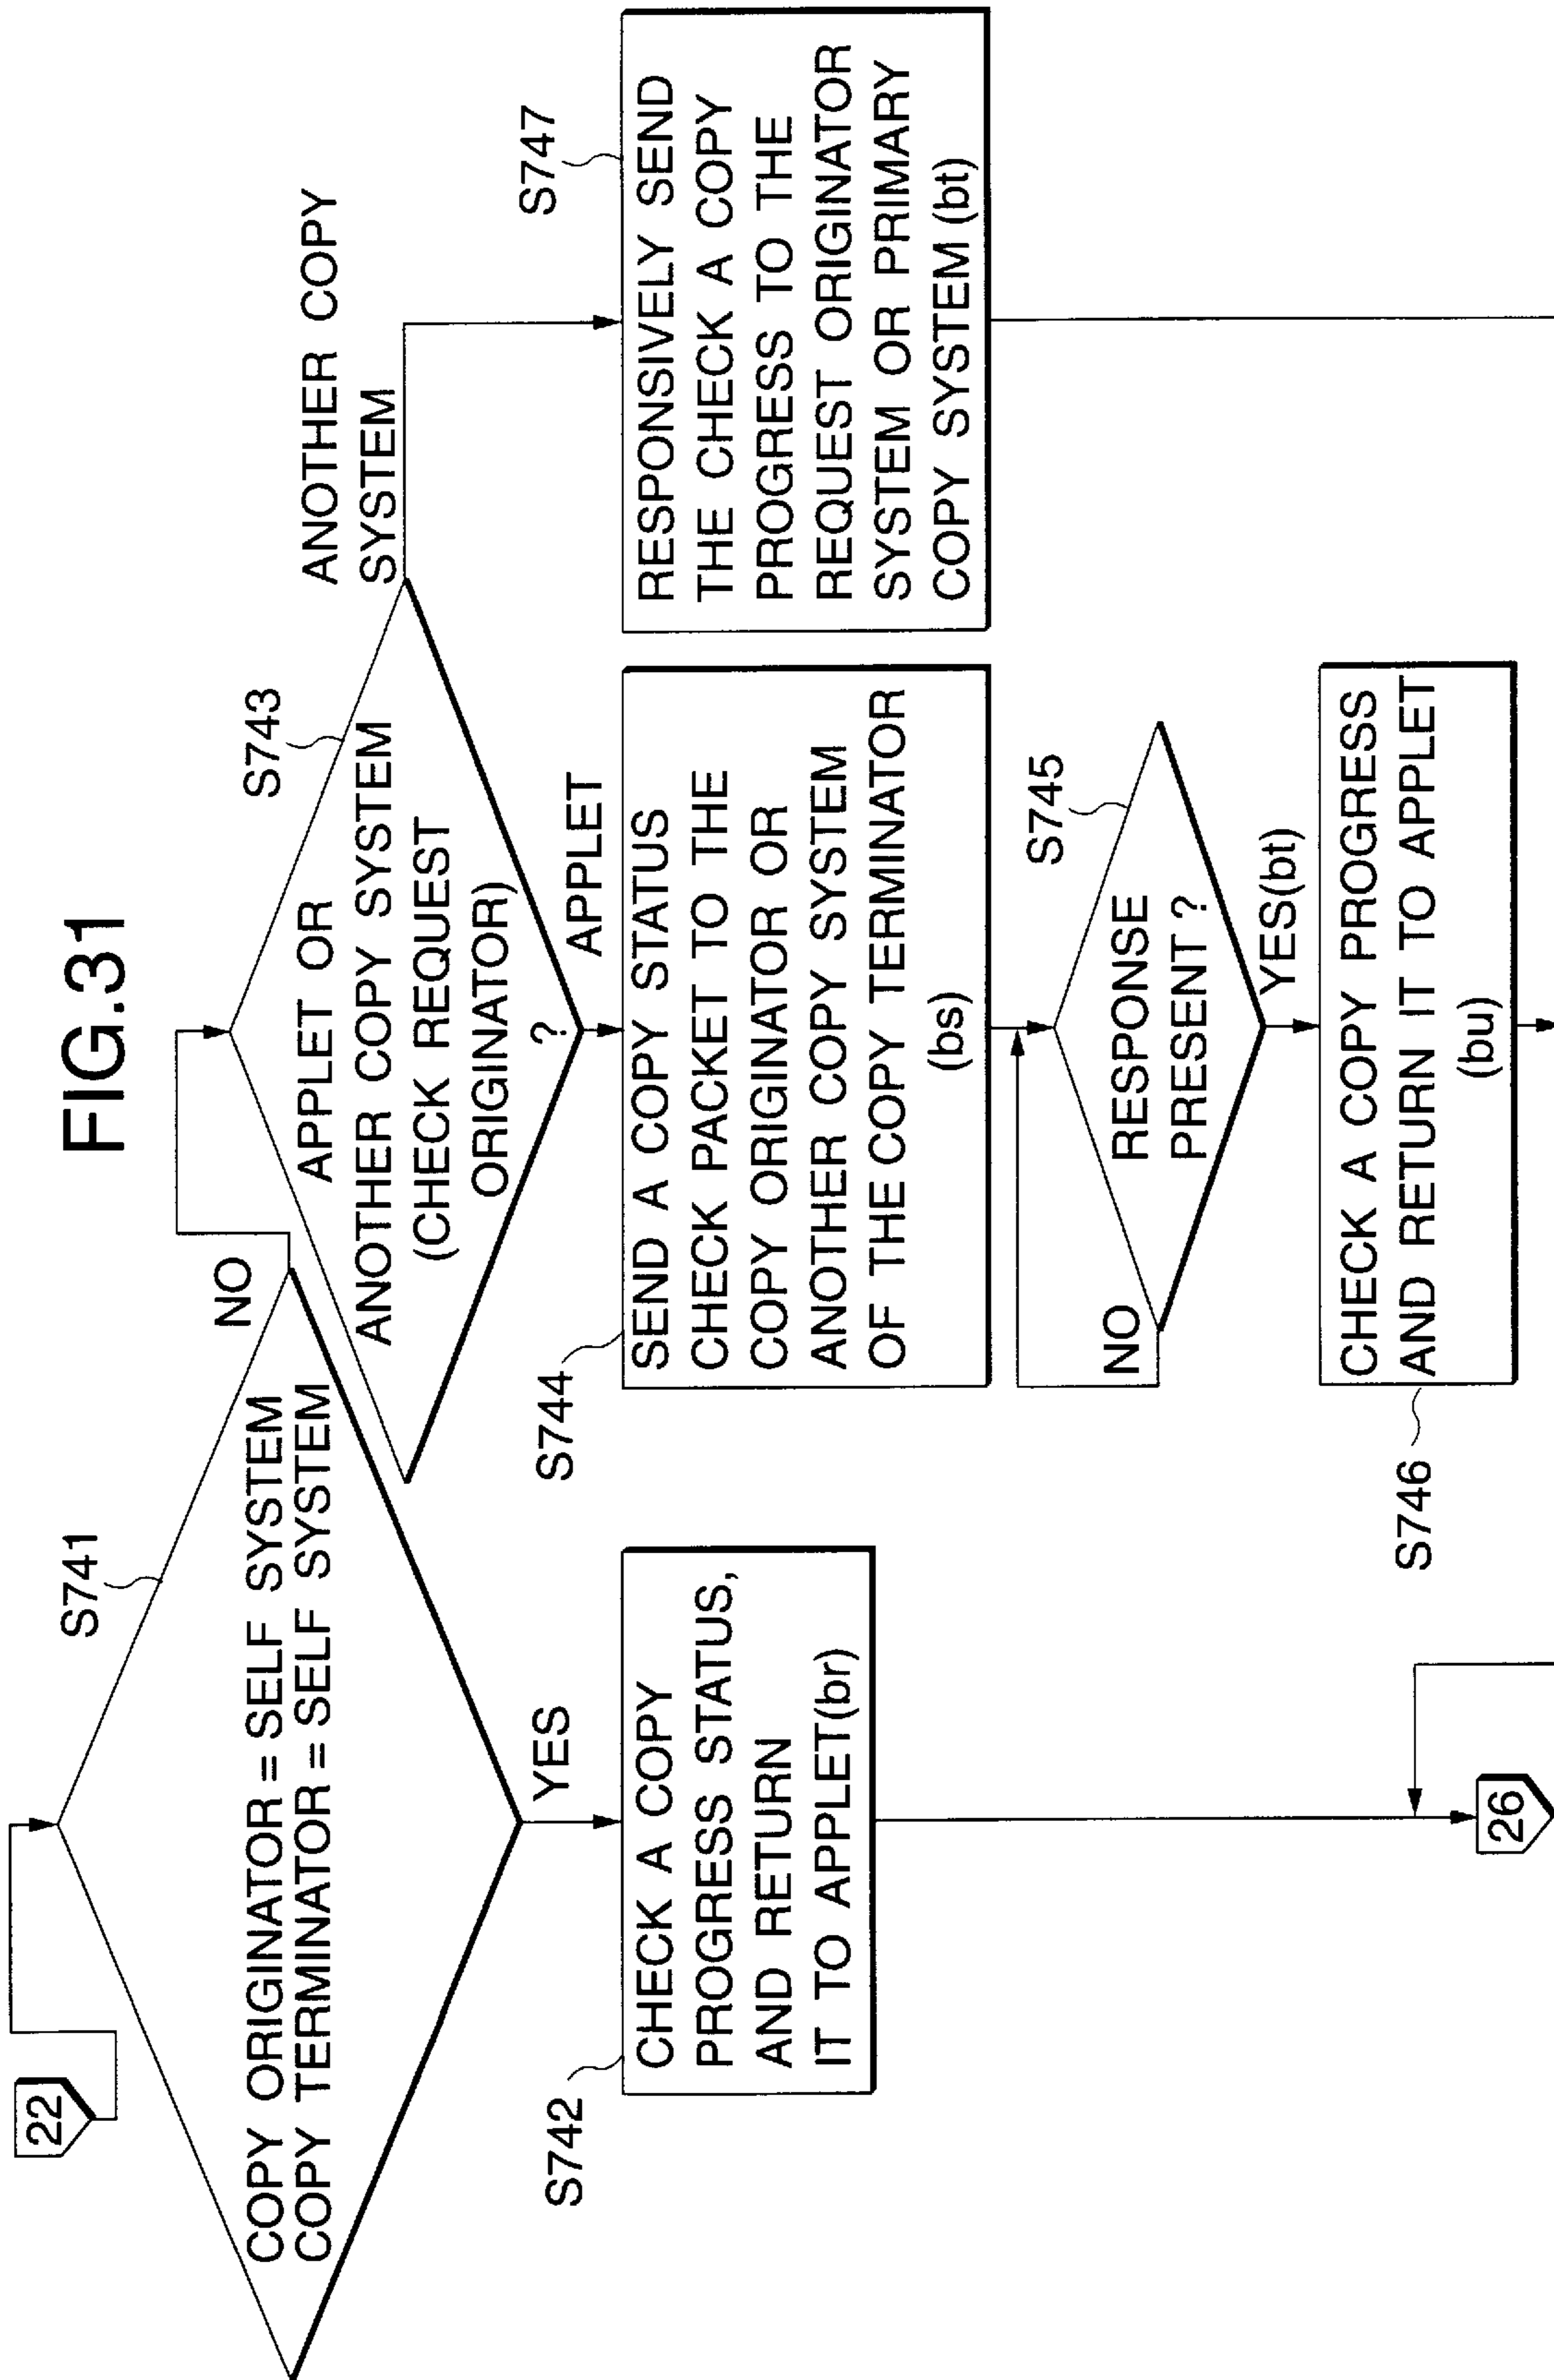 FIG.31
22
S741
COPY ORIGINATOR = SELF SYSTEM
COPY TERMINATOR = SELF SYSTEM
NO
YES
S742
CHECK A COPY
PROGRESS STATUS,
AND RETURN
IT TO APPLET(br)
26
S743
APPLET OR
ANOTHER COPY SYSTEM
(CHECK REQUEST
ORIGINATOR)
?
APPLET
ANOTHER COPY
SYSTEM
S744
SEND A COPY STATUS
CHECK PACKET TO THE
COPY ORIGINATOR OR
ANOTHER COPY SYSTEM
OF THE COPY TERMINATOR
(bs)
S745
RESPONSE
PRESENT ?
NO
YES(bt)
S746
CHECK A COPY PROGRESS
AND RETURN IT TO APPLET
(bu)
S747
RESPONSIVELY SEND
THE CHECK A COPY
PROGRESS TO THE
REQUEST ORIGINATOR
SYSTEM OR PRIMARY
COPY SYSTEM (bt)